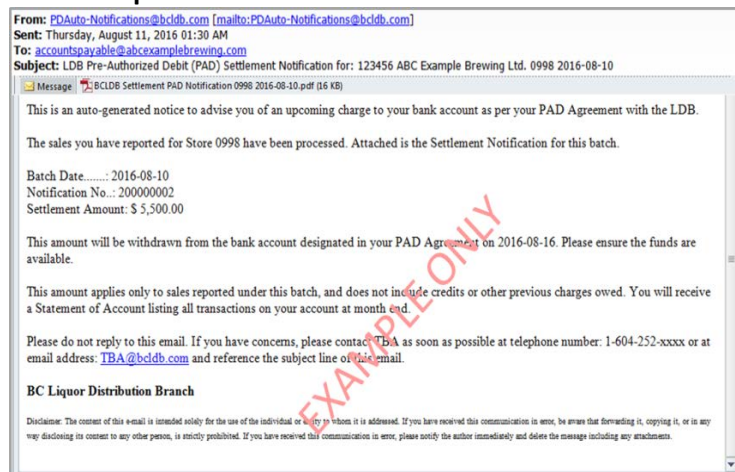 From: PDAuto-Notifications@bcldb.com [mailto:PDAuto-Notifications@bcldb.com]
Sent: Thursday, August 11, 2016 01:30 AM
To: accountspayable@abcexamplebrewing.com
Subject: LDB Pre-Authorized Debit (PAD) Settlement Notification for: 123456 ABC Example Brewing Ltd. 0998 2016-08-10
Message BCLDB Settlement PAD Notification 0998 2016-08-10.pdf (16 KB)
This is an auto-generated notice to advise you of an upcoming charge to your bank account as per your PAD Agreement with the LDB.
The sales you have reported for Store 0998 have been processed. Attached is the Settlement Notification for this batch.
Batch Date.......: 2016-08-10
Notification No..: 200000002
Settlement Amount: $ 5,500.00
This amount will be withdrawn from the bank account designated in your PAD Agreement on 2016-08-16. Please ensure the funds are
available.
This amount applies only to sales reported under this batch, and does not include credits or other previous charges owed. You will receive
a Statement of Account listing all transactions on your account at month end.
Please do not reply to this email. If you have concerns, please contact TBA as soon as possible at telephone number: 1-604-252-xxxx or at
email address: TBA@bcldb.com and reference the subject line of this email.
EXAMPLE ONLY
BC Liquor Distribution Branch
Disclaimer: The content of this e-mail is intended solely for the use of the individual or entity to whom it is addressed. If you have received this communication in error, be aware that forwarding it, copying it, or in any
way disclosing its content to any other person, is strictly prohibited. If you have received this communication in error, please notify the author immediately and delete the message including any attachments.